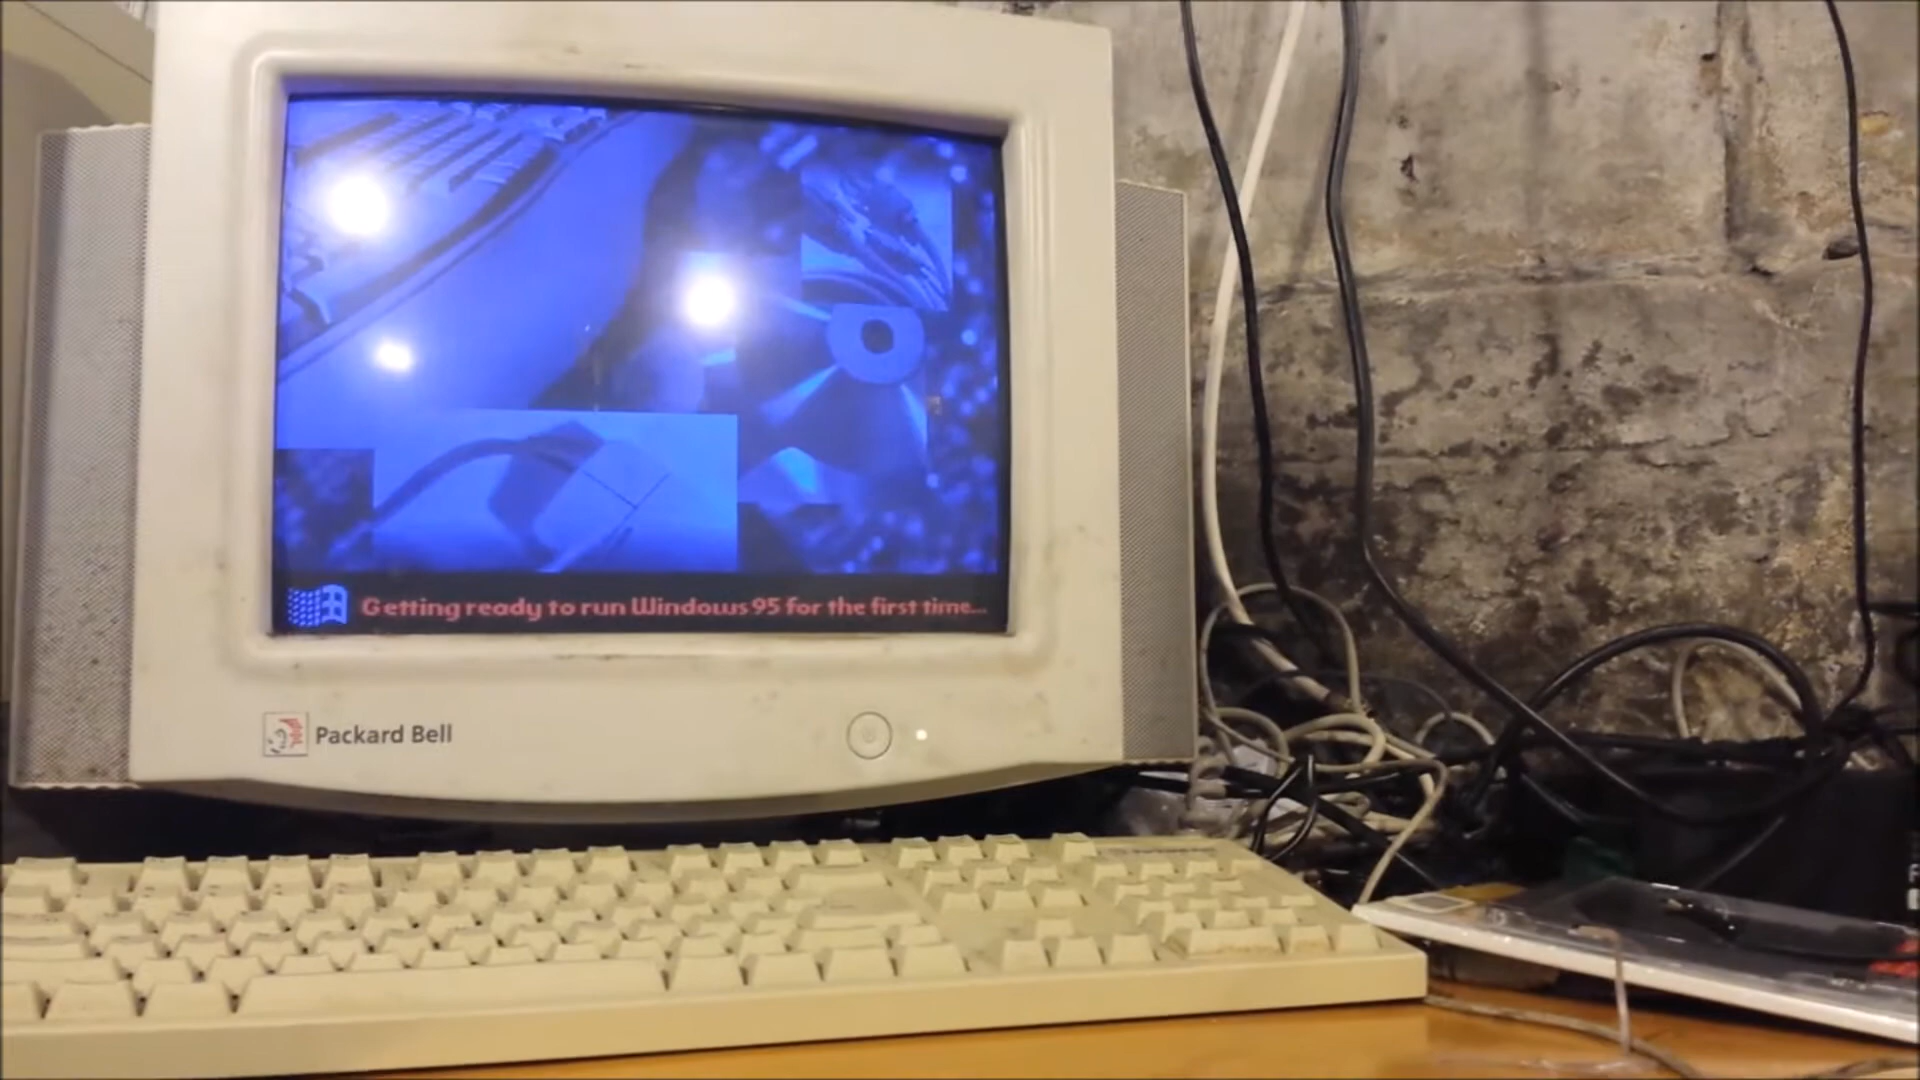 Getting ready to run Windows 95 for the first time...
Packard Bell